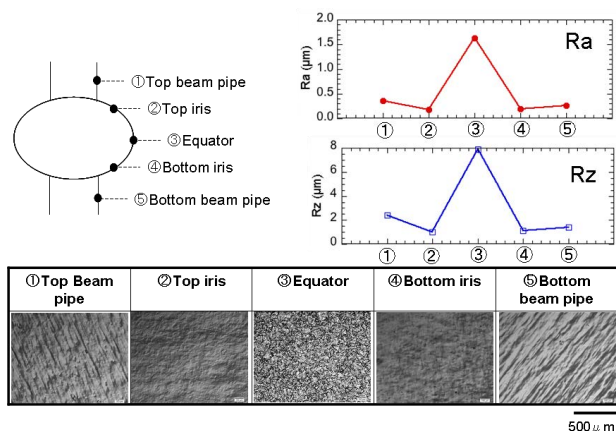 ①Top beam pipe
②Top iris
③Equator
④Bottom iris
⑤Bottom beam pipe
Ra
Ra (μm)
2.0
1.5
1.0
0.5
0.0
① ② ③ ④ ⑤
Rz
Rz (μm)
8
6
4
2
0
① ② ③ ④ ⑤
①Top Beam
pipe
②Top iris
③Equator
④Bottom iris
⑤Bottom
beam pipe
500μm